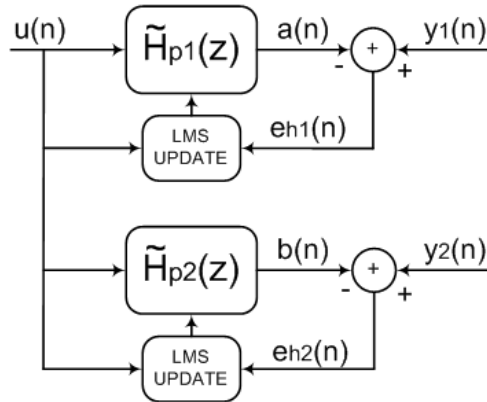 u(n)
H̃p1(z)
a(n)
+
y1(n)
-
+
LMS
UPDATE
eh1(n)
H̃p2(z)
b(n)
+
y2(n)
-
+
LMS
UPDATE
eh2(n)